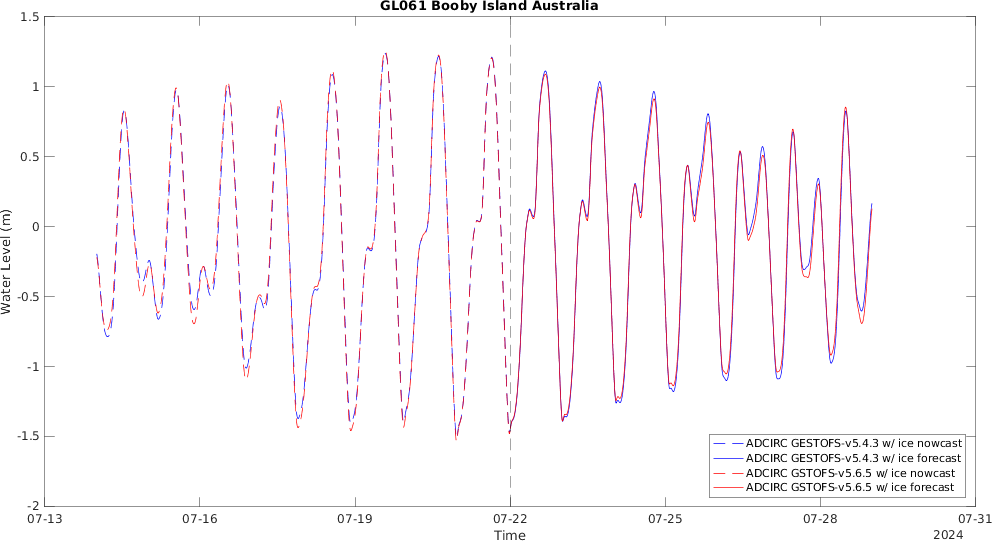 GL061 Booby Island Australia
Water Level (m)
1.5
1
0.5
0
-0.5
-1
-1.5
-2
07-13
07-16
07-19
07-22
07-25
07-28
07-31
Time
2024
ADCIRC GESTOFS-v5.4.3 w/ ice nowcast
ADCIRC GESTOFS-v5.4.3 w/ ice forecast
ADCIRC GSTOFS-v5.6.5 w/ ice nowcast
ADCIRC GSTOFS-v5.6.5 w/ ice forecast